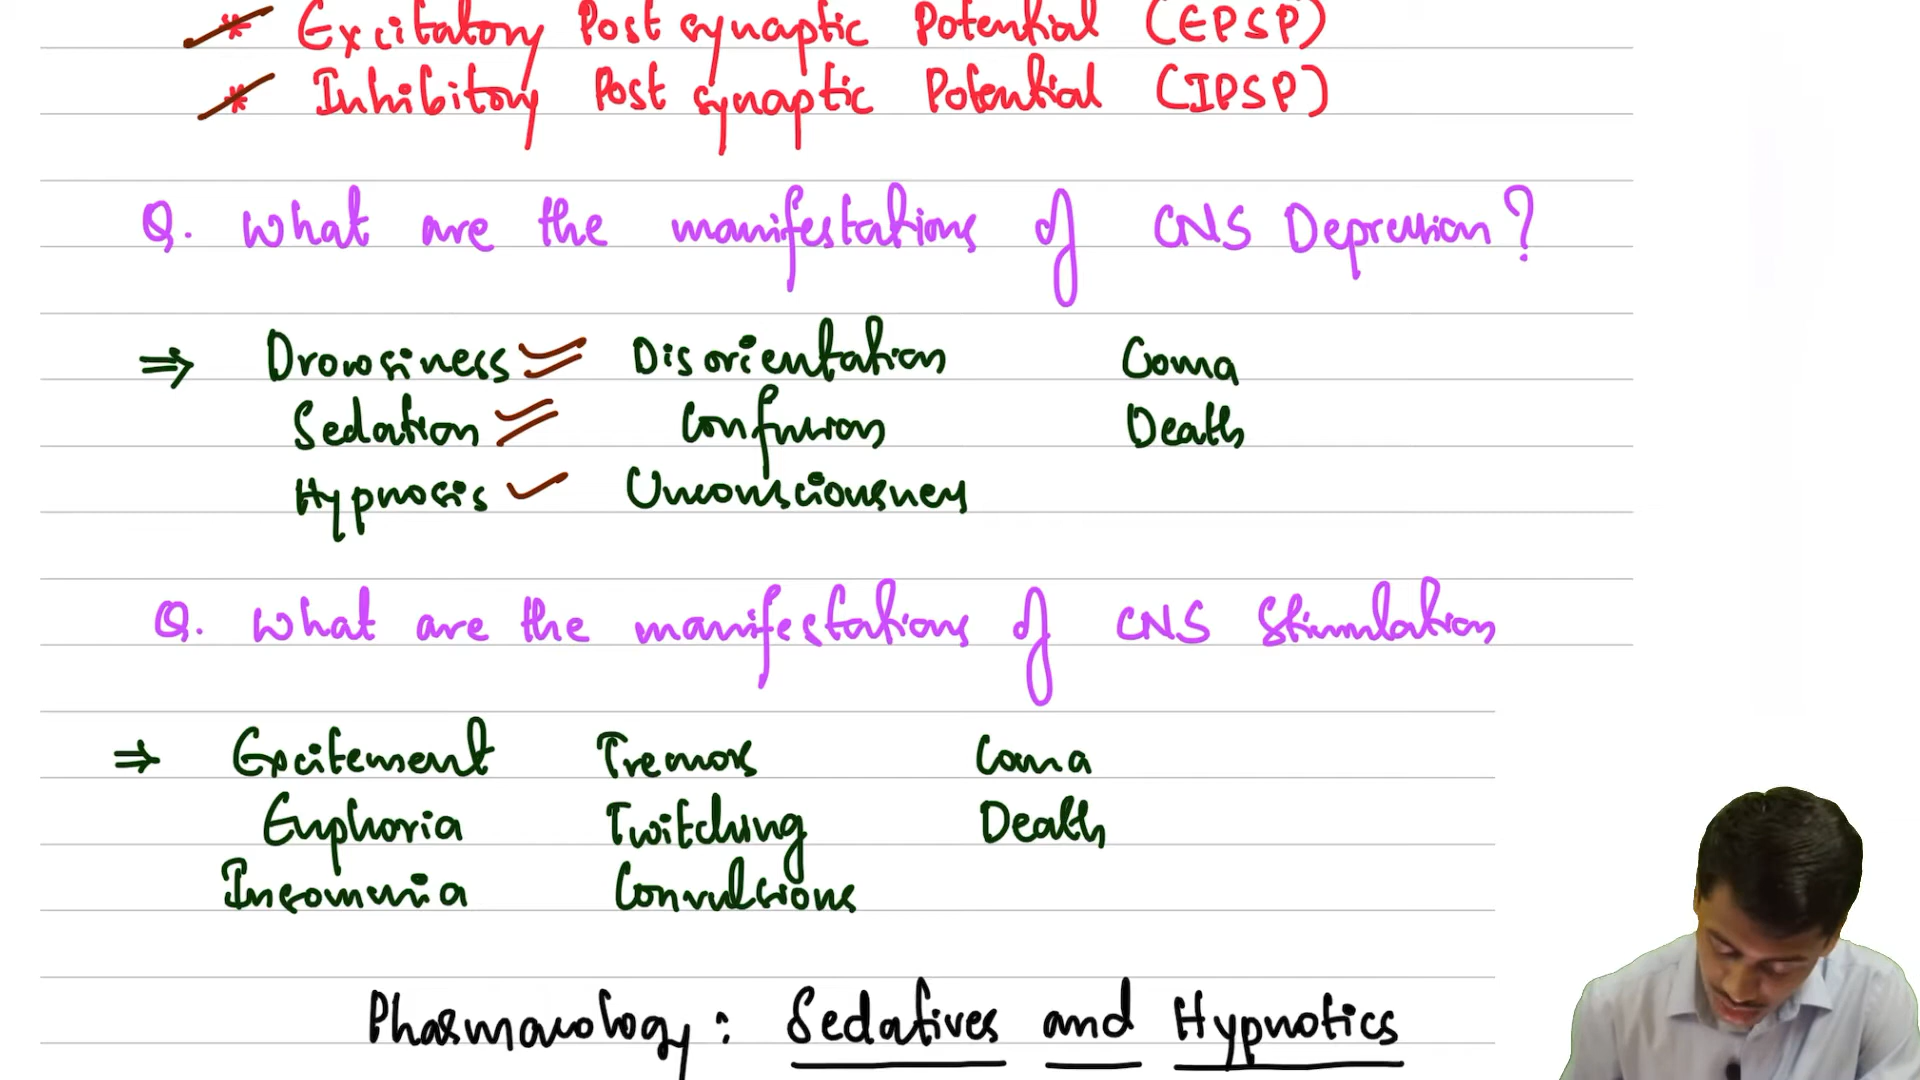 * Excitatory Post synaptic Potential (EPSP)
* Inhibitory Post synaptic Potential (IPSP)
Q. What are the manifestations of CNS Depression?
⇒ Drowsiness Disorientation Coma
Sedation Confusion Death
Hypnosis Unconsciousness
Q. What are the manifestations of CNS Stimulation
⇒ Excitement Tremors Coma
Euphoria Twitching Death
Insomnia Convulsions
Pharmacology: Sedatives and Hypnotics